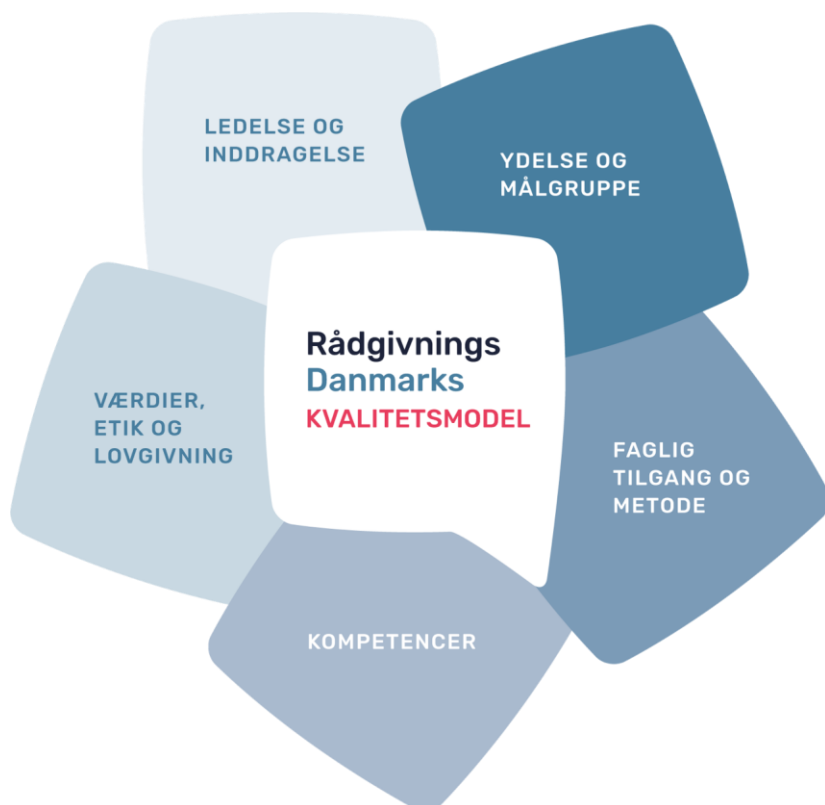 LEDELSE OG
INDDRAGELSE
YDELSE OG
MÅLGRUPPE
Rådgivnings
Danmarks
KVALITETSMODEL
VÆRDIER,
ETIK OG
LOVGIVNING
FAGLIG
TILGANG OG
METODE
KOMPETENCER